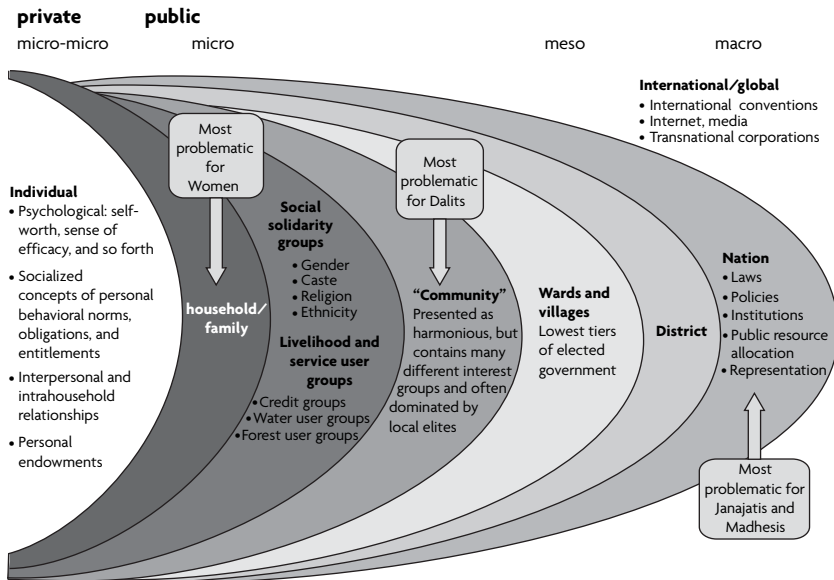 private
public
micro-micro
micro
meso
macro
International/global
• International conventions
• Internet, media
• Transnational corporations
Individual
• Psychological: self-
worth, sense of
efficacy, and so forth
• Socialized
concepts of personal
behavioral norms,
obligations, and
entitlements
• Interpersonal and
intrahousehold
relationships
• Personal
endowments
Most
problematic
for
Women
household/
family
Social
solidarity
groups
• Gender
• Caste
• Religion
• Ethnicity
Livelihood and
service user
groups
• Credit groups
• Water user groups
• Forest user groups
Most
problematic
for Dalits
“Community”
Presented as
harmonious, but
contains many
different interest
groups and often
dominated by
local elites
Wards and
villages
Lowest tiers
of elected
government
District
Nation
• Laws
• Policies
• Institutions
• Public resource
allocation
• Representation
Most
problematic for
Janajatis and
Madhesis